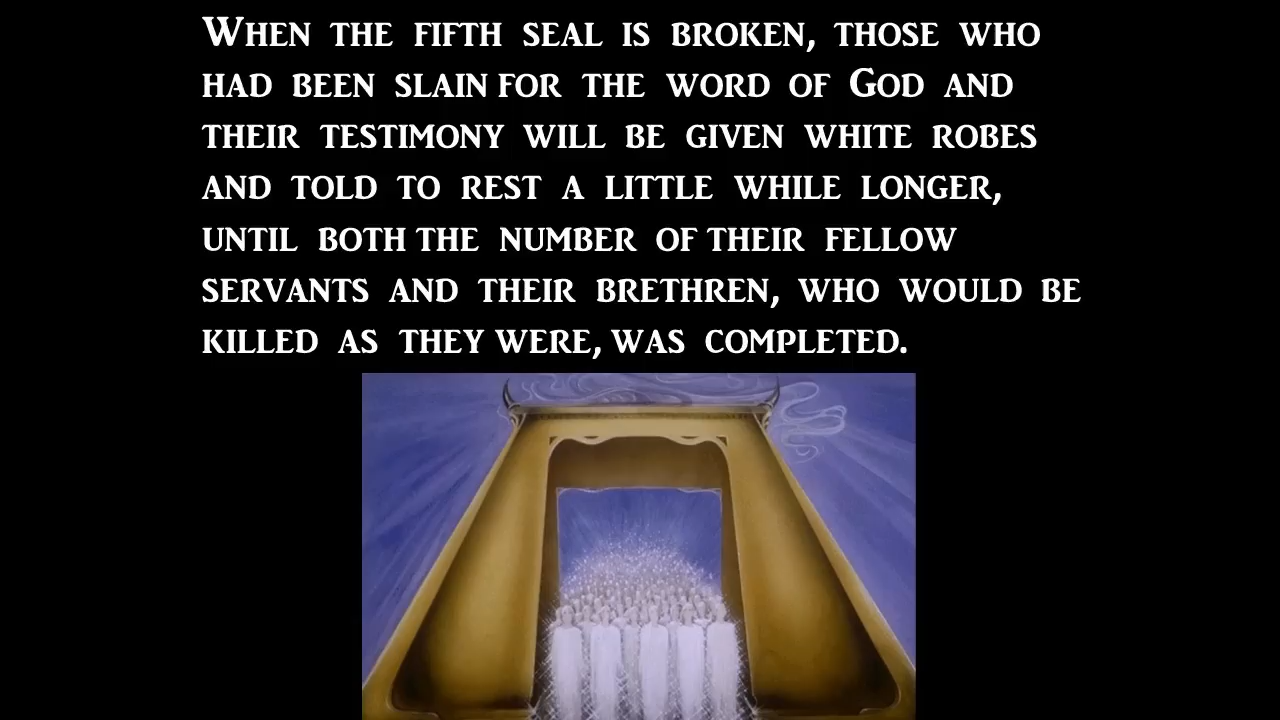 When the fifth seal is broken, those who
had been slain for the word of God and
their testimony will be given white robes
and told to rest a little while longer,
until both the number of their fellow
servants and their brethren, who would be
killed as they were, was completed.